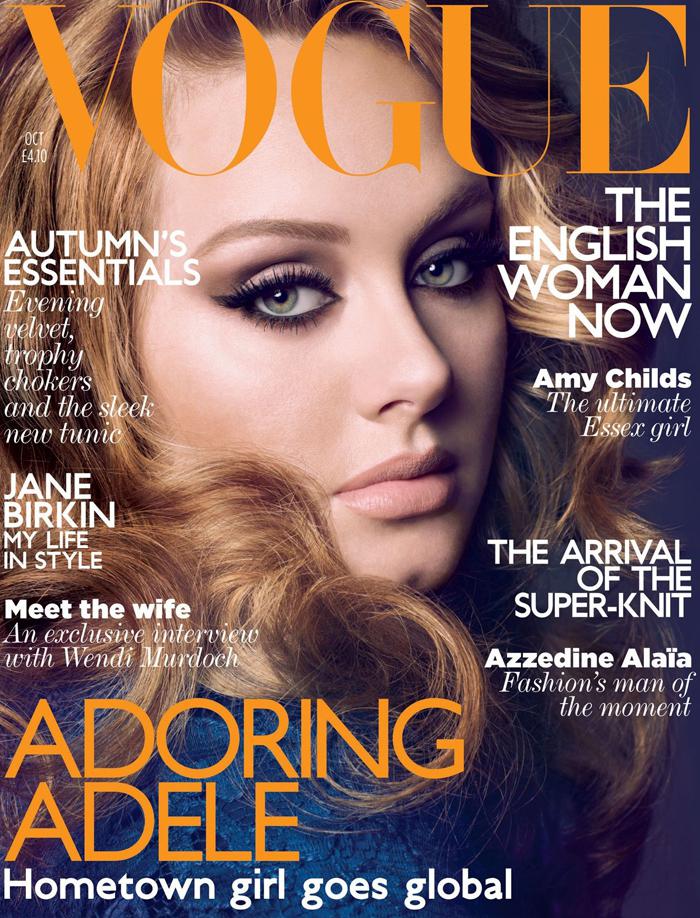 VOGUE
OCT
£4.10
AUTUMN'S
ESSENTIALS
Evening
velvet,
trophy
chokers
and the sleek
new tunic
JANE
BIRKIN
MY LIFE
IN STYLE
Meet the wife
An exclusive interview
with Wendi Murdoch
THE
ENGLISH
WOMAN
NOW
Amy Childs
The ultimate
Essex girl
THE ARRIVAL
OF THE
SUPER-KNIT
Azzedine Alaïa
Fashion's man of
the moment
ADORING
ADELE
Hometown girl goes global